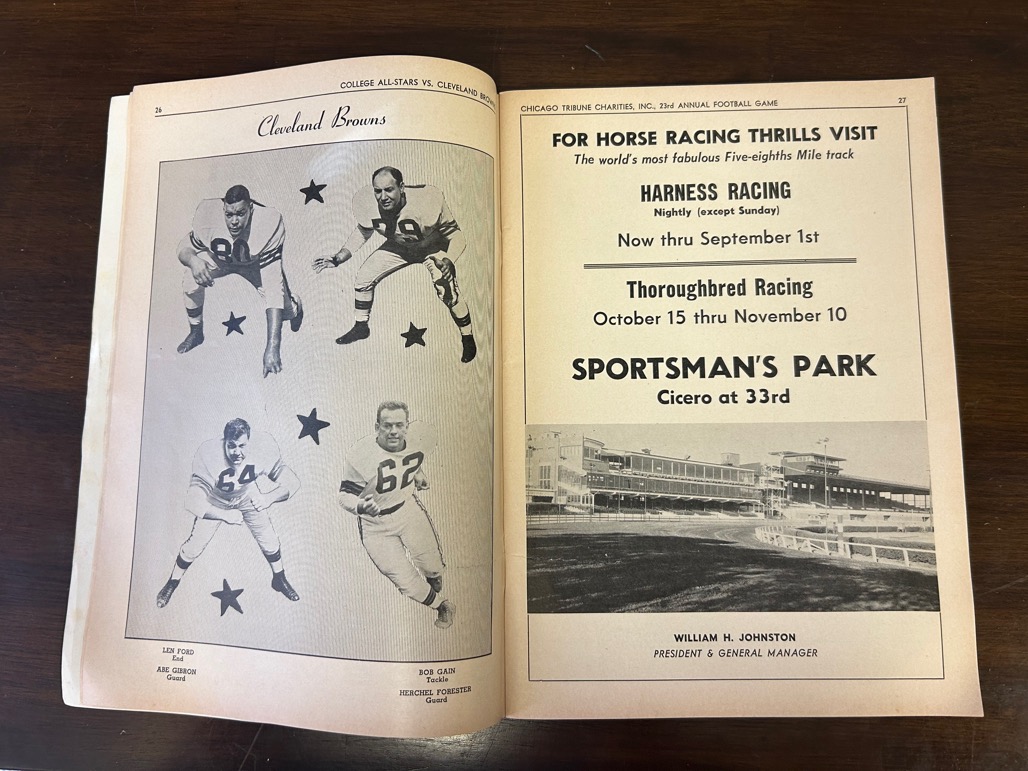 26
COLLEGE ALL-STARS VS. CLEVELAND BROWNS
Cleveland Browns
80
79
64
62
LEN FORD
End
ABE GIBRON
Guard
BOB GAIN
Tackle
HERCHEL FORESTER
Guard
CHICAGO TRIBUNE CHARITIES, INC., 23rd ANNUAL FOOTBALL GAME
27
FOR HORSE RACING THRILLS VISIT
The world's most fabulous Five-eighths Mile track
HARNESS RACING
Nightly (except Sunday)
Now thru September 1st
Thoroughbred Racing
October 15 thru November 10
SPORTSMAN'S PARK
Cicero at 33rd
WILLIAM H. JOHNSTON
PRESIDENT & GENERAL MANAGER